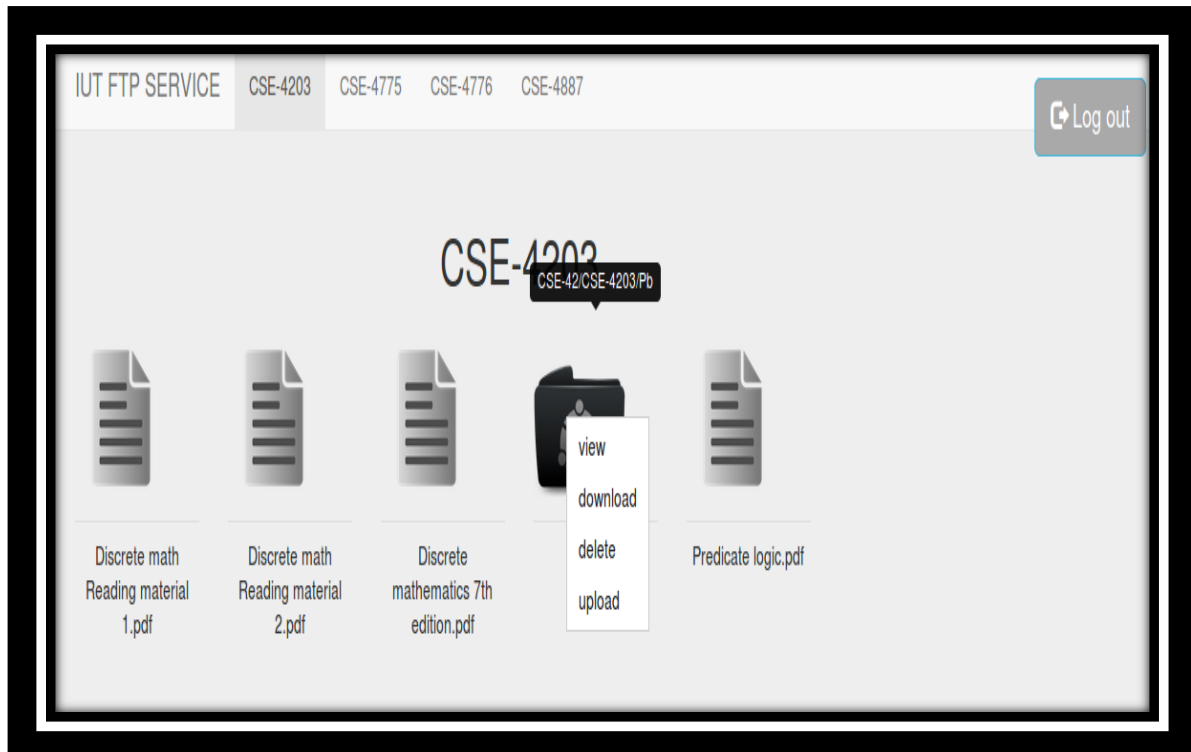 IUT FTP SERVICE CSE-4203 CSE-4775 CSE-4776 CSE-4887
Log out
CSE-4203
CSE-42/CSE-4203/Pb
view
download
delete
upload
Discrete math
Reading material
1.pdf
Discrete math
Reading material
2.pdf
Discrete
mathematics 7th
edition.pdf
Predicate logic.pdf